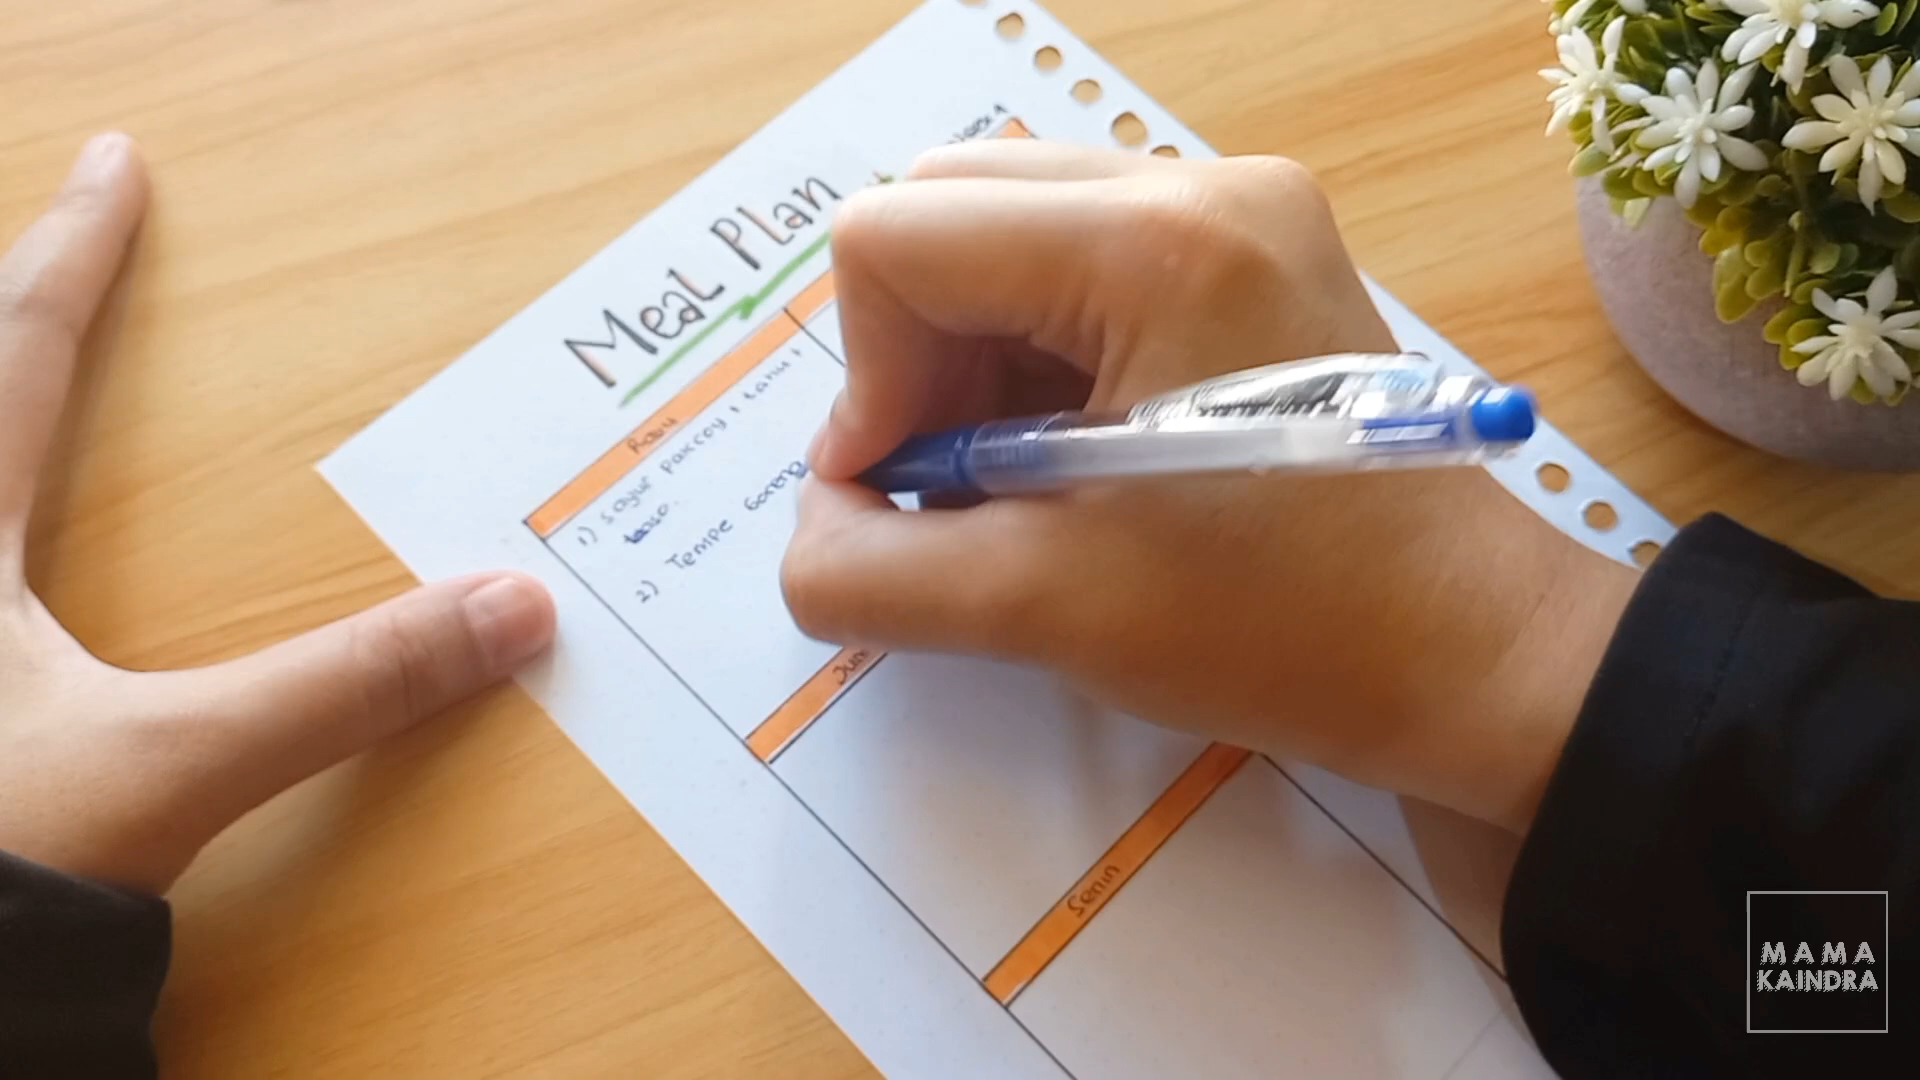 Meal Plan
Rabu
1) Sayur pakcoy, tahu,
baso.
2) Tempe Goreng
Senin
MAMA
KAINDRA